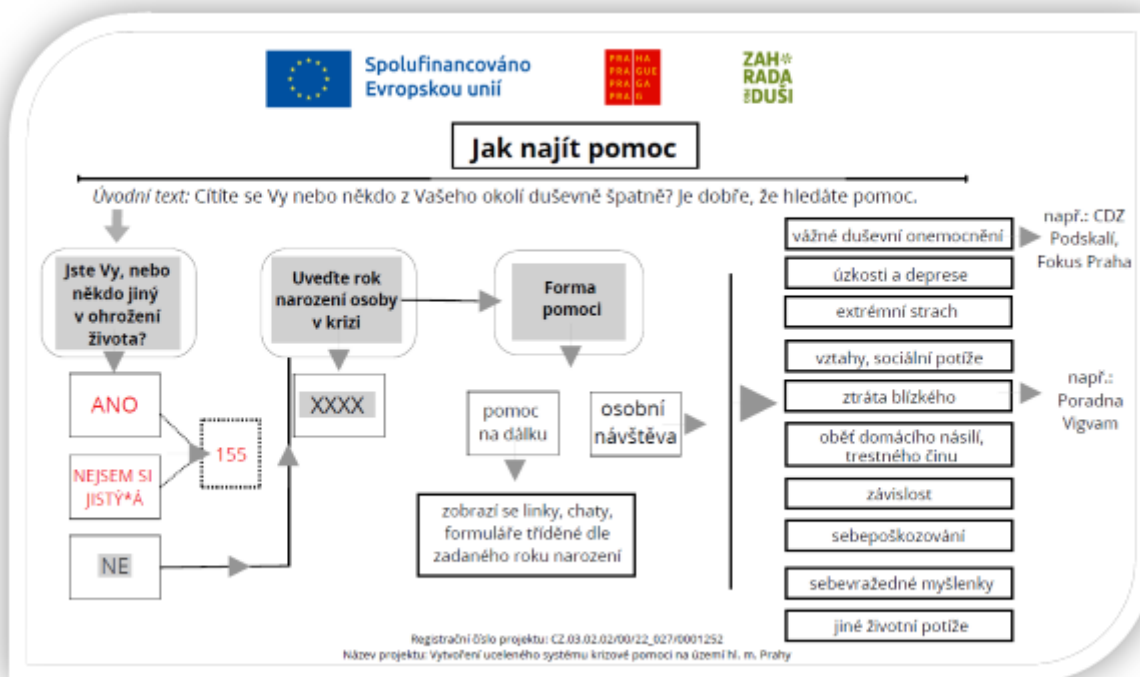 Spolufinancováno
Evropskou unií
PRA HA
PRA GUE
PRA GA
PRA G
ZAH
RADA
DUŠI
Jak najít pomoc
Úvodní text: Cítíte se Vy nebo někdo z Vašeho okolí duševně špatně? Je dobře, že hledáte pomoc.
Jste Vy, nebo
někdo jiný
v ohrožení
života?
ANO
NEJSEM SI
JISTÝ*Á
155
NE
Uveďte rok
narození osoby
v krizi
XXXX
Forma
pomoci
pomoc
na dálku
osobní
návštěva
zobrazí se linky, chaty,
formuláře tříděné dle
zadaného roku narození
vážné duševní onemocnění
např.: CDZ
Podskalí,
Fokus Praha
úzkosti a deprese
extrémní strach
vztahy, sociální potíže
ztráta blízkého
např.:
Poradna
Vigvam
oběť domácího násilí,
trestného činu
závislost
sebepoškozování
sebevražedné myšlenky
jiné životní potíže
Registrační číslo projektu: CZ.03.02.02/00/22_027/0001252
Název projektu: Vytvoření uceleného systému krizové pomoci na území hl. m. Prahy